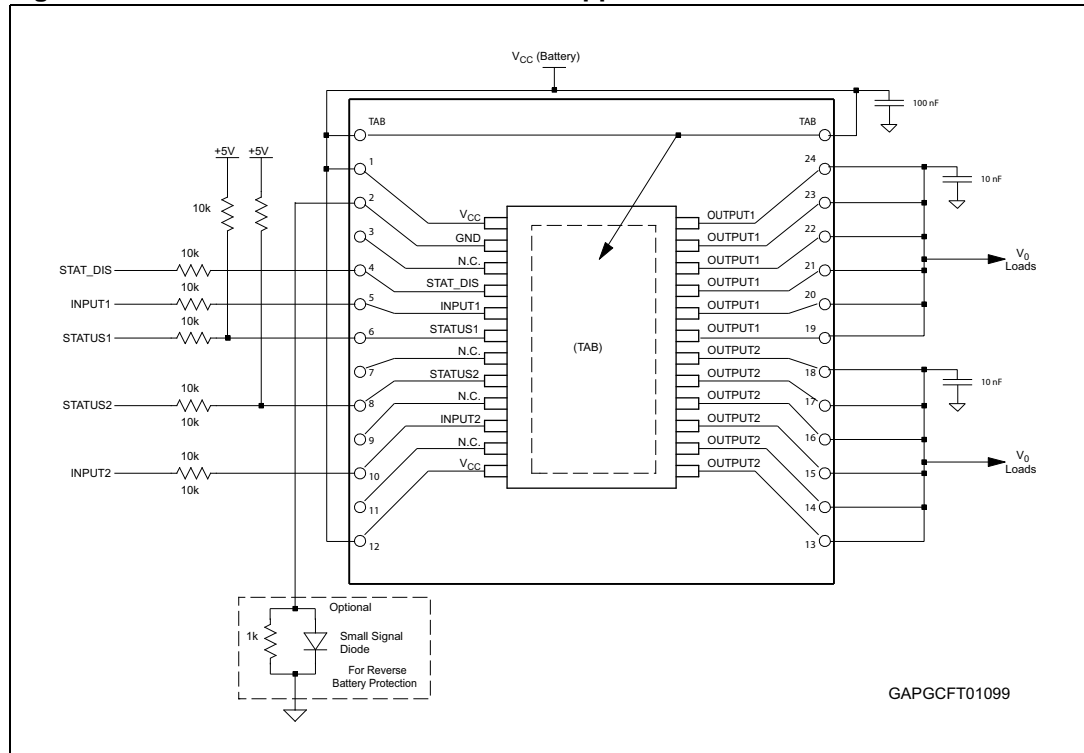 V_CC (Battery)
100 nF
TAB
TAB
+5V
+5V
1
24
10 nF
10k
2
23
V_CC
OUTPUT1
GND
OUTPUT1
3
22
N.C.
OUTPUT1
10k
STAT_DIS
4
21
V_0
Loads
STAT_DIS
OUTPUT1
10k
INPUT1
5
20
INPUT1
OUTPUT1
10k
STATUS1
6
19
STATUS1
OUTPUT1
(TAB)
N.C.
OUTPUT2
7
18
STATUS2
OUTPUT2
10 nF
10k
STATUS2
10k
8
17
N.C.
OUTPUT2
9
16
INPUT2
OUTPUT2
10k
INPUT2
10k
10
15
N.C.
OUTPUT2
V_0
Loads
V_CC
OUTPUT2
11
14
12
13
Optional
1k
Small Signal
Diode
For Reverse
Battery Protection
GAPGCFT01099